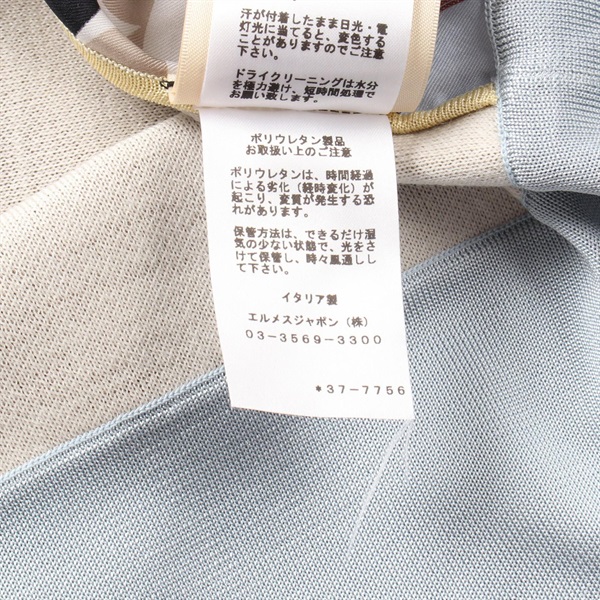 汗が付着したまま日光・電
灯光に当てると、変色する
ことがありますのでご注意
下さい。
ドライクリーニングは水分
を極力避け、短時間処理で
お願い致します。
ポリウレタン製品
お取扱い上のご注意
ポリウレタンは、時間経過
による劣化（経時変化）が
起こり、変質が発生する恐
れがあります。
保管方法は、できるだけ湿
気の少ない状態で、光をさ
けて保管し、時々風通しし
て下さい。
イタリア製
エルメスジャポン（株）
03-3569-3300
*37-7756